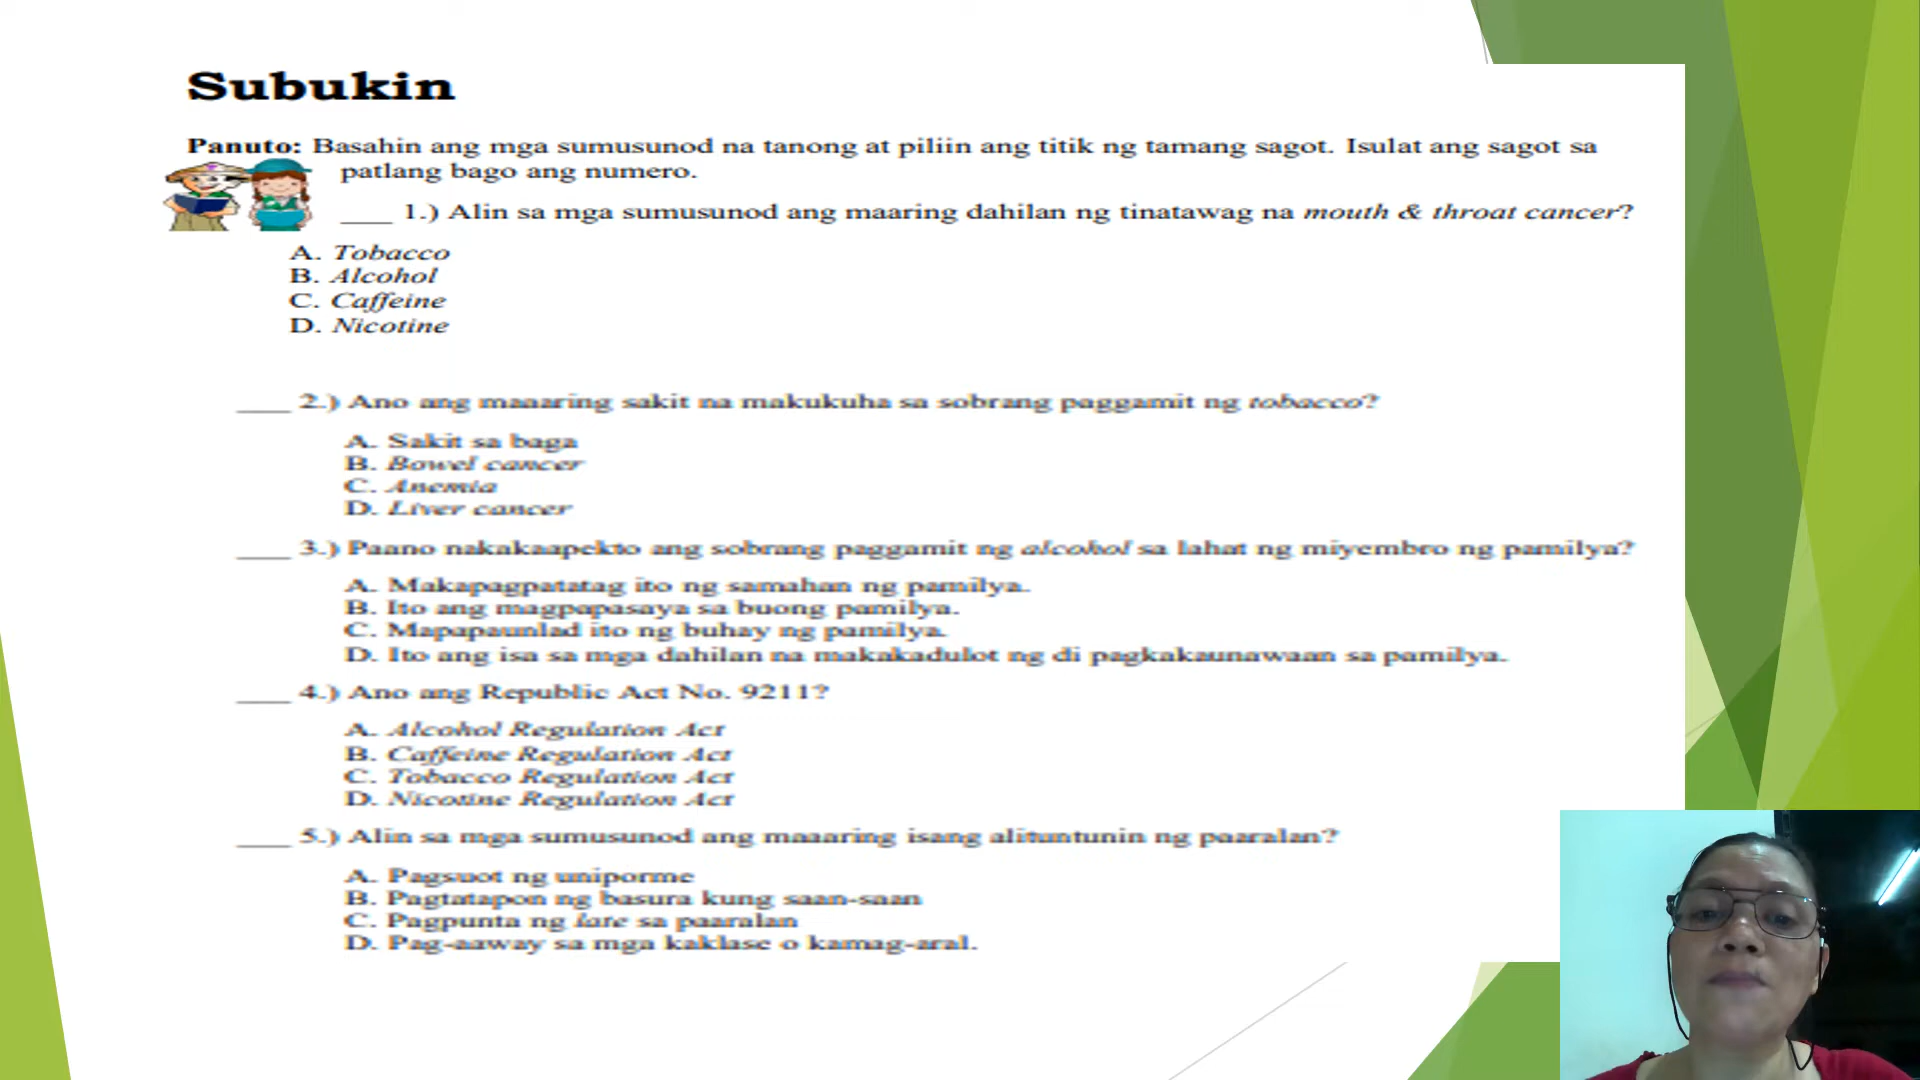 Subukin
Panuto: Basahin ang mga sumusunod na tanong at piliin ang titik ng tamang sagot. Isulat ang sagot sa
patlang bago ang numero.
____ 1.) Alin sa mga sumusunod ang maaring dahilan ng tinatawag na mouth & throat cancer?
A. Tobacco
B. Alcohol
C. Caffeine
D. Nicotine
____ 2.) Ano ang maaaring sakit na makukuha sa sobrang paggamit ng tobacco?
A. Sakit sa baga
B. Bowel cancer
C. Anemia
D. Liver cancer
____ 3.) Paano nakakaapekto ang sobrang paggamit ng alcohol sa lahat ng miyembro ng pamilya?
A. Makapagpatatag ito ng samahan ng pamilya.
B. Ito ang magpapasaya sa buong pamilya.
C. Mapapaunlad ito ng buhay ng pamilya.
D. Ito ang isa sa mga dahilan na makakadulot ng di pagkakaunawaan sa pamilya.
____ 4.) Ano ang Republic Act No. 9211?
A. Alcohol Regulation Act
B. Caffeine Regulation Act
C. Tobacco Regulation Act
D. Nicotine Regulation Act
____ 5.) Alin sa mga sumusunod ang maaaring isang alituntunin ng paaralan?
A. Pagsuot ng uniporme
B. Pagtatapon ng basura kung saan-saan
C. Pagpunta ng late sa paaralan
D. Pag-aaway sa mga kaklase o kamag-aral.